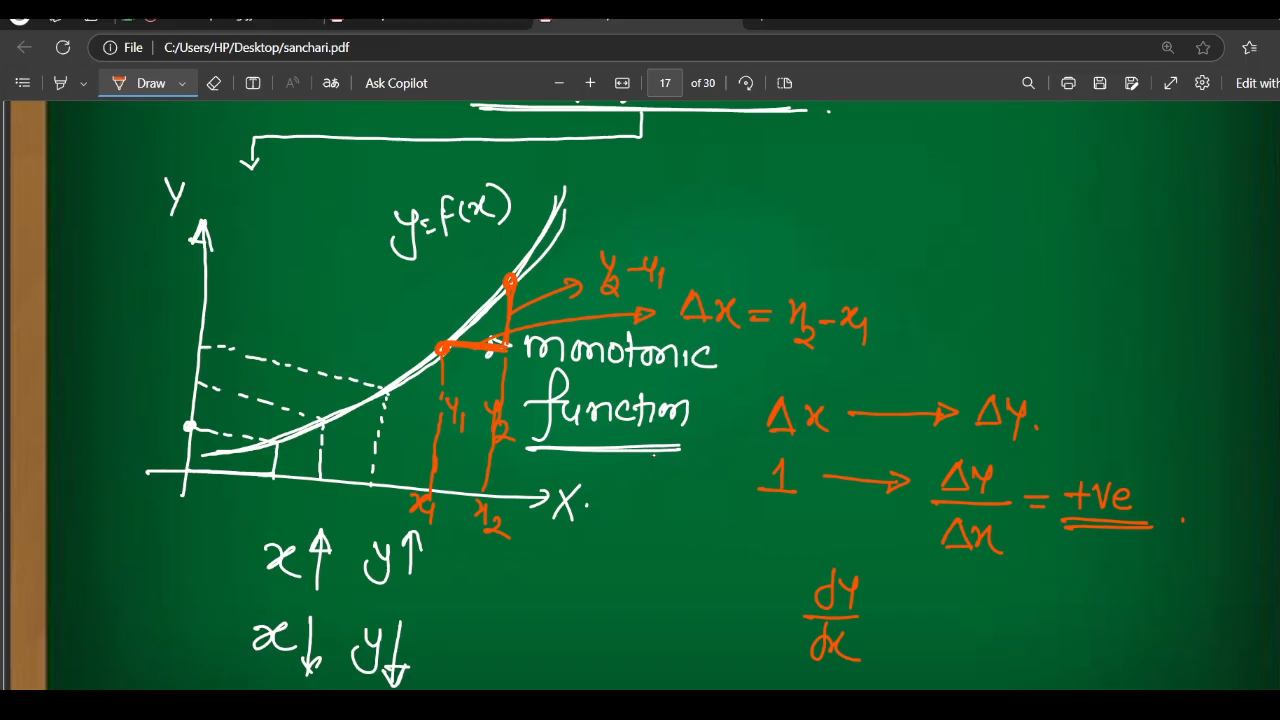 File C:/Users/HP/Desktop/sanchari.pdf
Draw Ask Copilot 17 of 30 Edit with
Y
y=f(x)
y2-y1
Δx = x2-x1
monotonic
function
y1 y2
x1 x2
X.
Δx → Δy.
1 → Δy/Δx = +ve
x↑ y↑
x↓ y↓
dy/dx